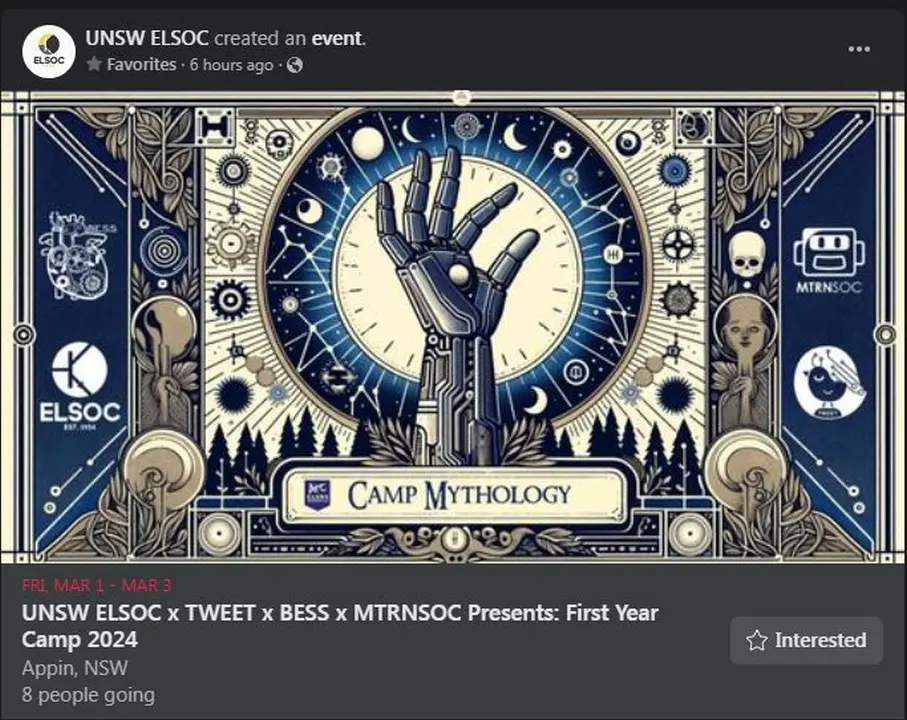 UNSW ELSOC created an event.
ELSOC
Favorites · 6 hours ago ·
BESS
MTRNSOC
ELSOC
EST. 1924
TWEET
CAMP MYTHOLOGY
FRI, MAR 1 - MAR 3
UNSW ELSOC x TWEET x BESS x MTRNSOC Presents: First Year
Camp 2024
Interested
Appin, NSW
8 people going